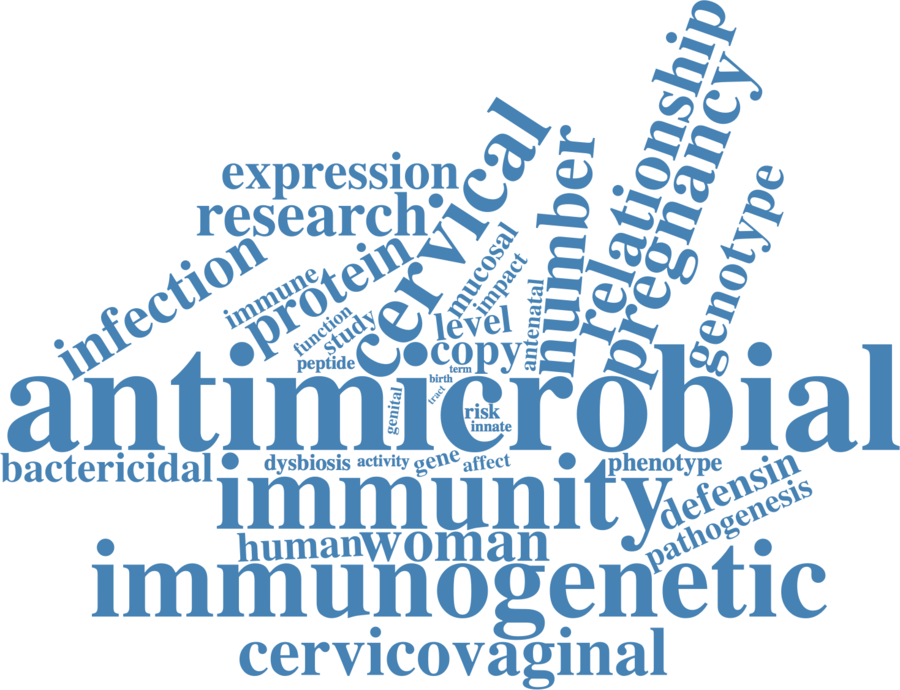 relationship
pregnancy
cervical
number
expression
research
genotype
infection
protein
mucosal
impact
immune
function
study
antenatal
level
copy
peptide
term
birth
tract
genital
risk
innate
antimicrobial
bactericidal
dysbiosis
activity
gene
affect
phenotype
immunity
defensin
pathogenesis
human
woman
immunogenetic
cervicovaginal